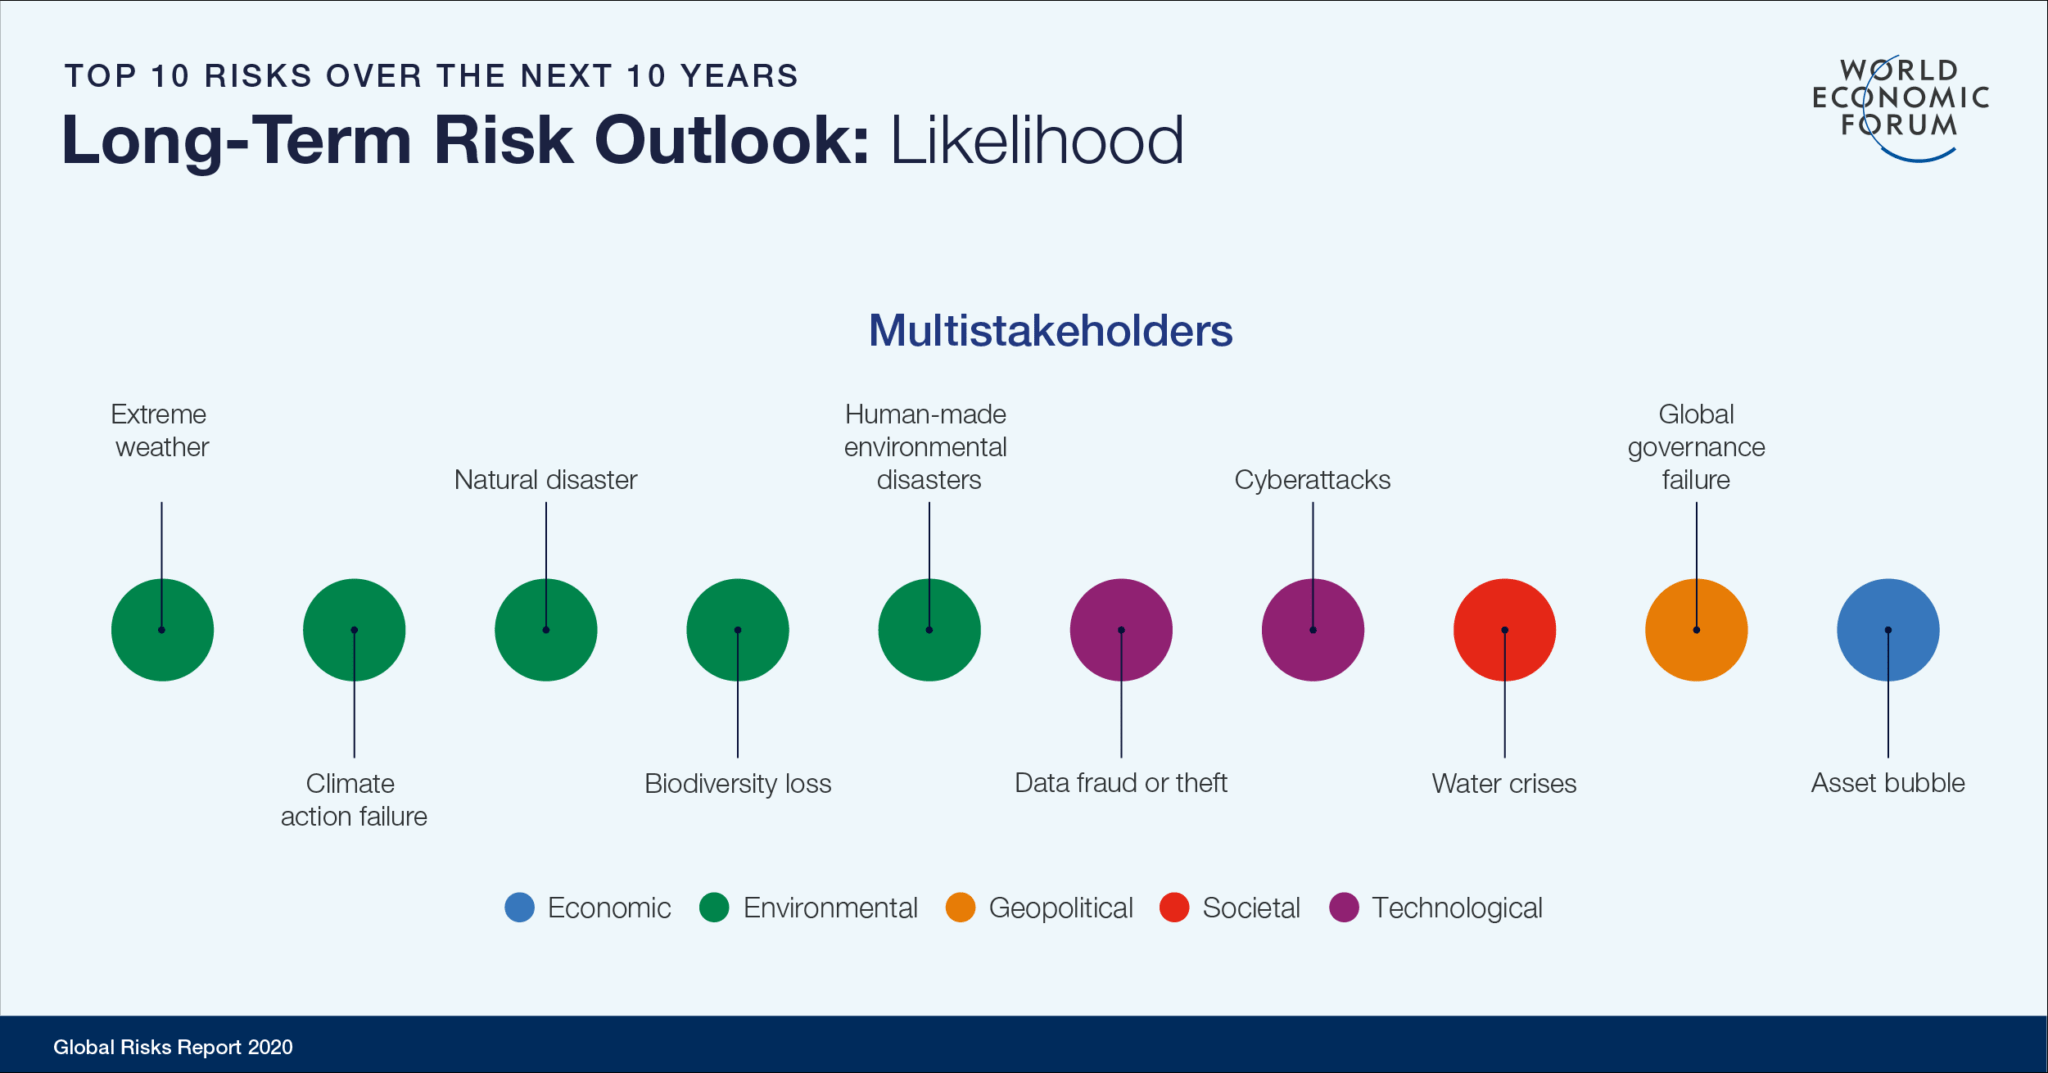 TOP 10 RISKS OVER THE NEXT 10 YEARS
Long-Term Risk Outlook: Likelihood
WORLD
ECONOMIC
FORUM
Multistakeholders
Extreme
weather
Natural disaster
Human-made
environmental
disasters
Cyberattacks
Global
governance
failure
Climate
action failure
Biodiversity loss
Data fraud or theft
Water crises
Asset bubble
Economic
Environmental
Geopolitical
Societal
Technological
Global Risks Report 2020